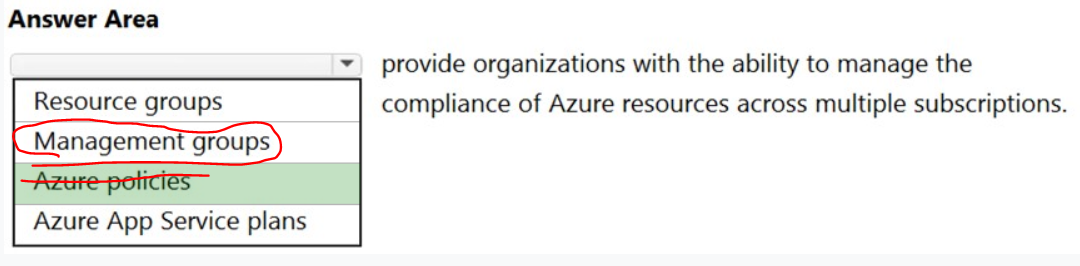 Answer Area
provide organizations with the ability to manage the
compliance of Azure resources across multiple subscriptions.
Resource groups
Management groups
Azure policies
Azure App Service plans